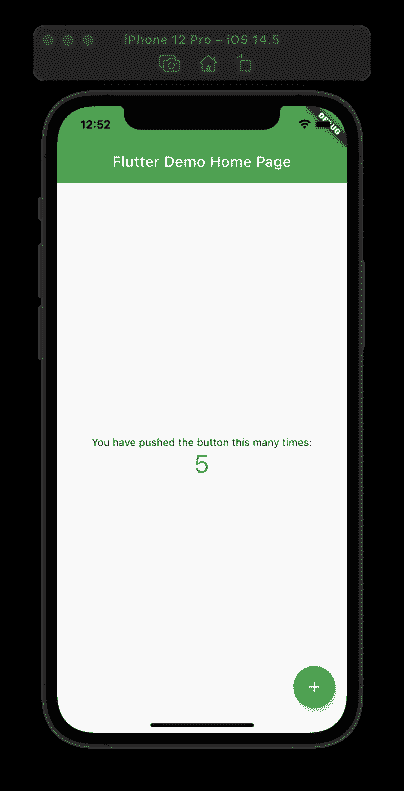 iPhone 12 Pro – iOS 14.5
12:52
Flutter Demo Home Page
You have pushed the button this many times:
5
+